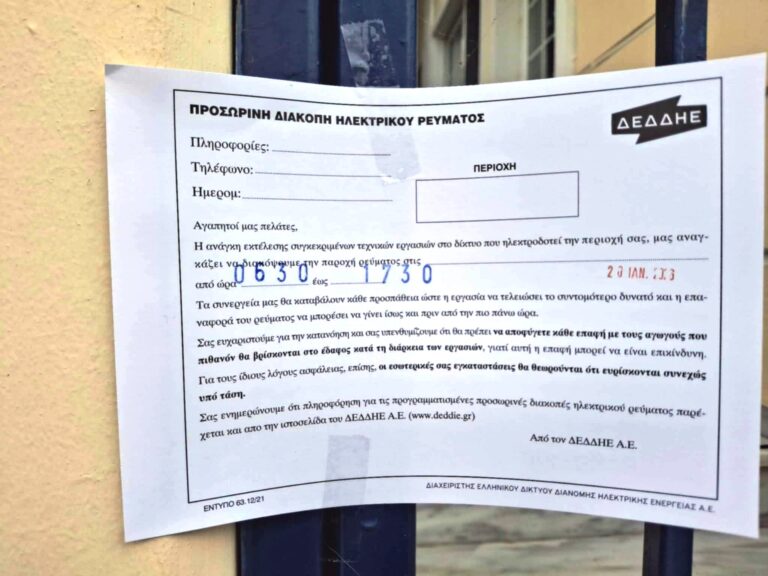 ΠΡΟΣΩΡΙΝΗ ΔΙΑΚΟΠΗ ΗΛΕΚΤΡΙΚΟΥ ΡΕΥΜΑΤΟΣ
ΔΕΔΔΗΕ
Πληροφορίες:
Τηλέφωνο:
Ημερομ:
ΠΕΡΙΟΧΗ
Αγαπητοί μας πελάτες,
Η ανάγκη εκτέλεσης συγκεκριμένων τεχνικών εργασιών στο δίκτυο που ηλεκτροδοτεί την περιοχή σας, μας αναγ-
κάζει να διακόψουμε την παροχή ρεύματος στις
από ώρα 0630 έως 1730 ΙΑΝ.
Τα συνεργεία μας θα καταβάλουν κάθε προσπάθεια ώστε η εργασία να τελειώσει το συντομότερο δυνατό και η επα-
ναφορά του ρεύματος να μπορέσει να γίνει ίσως και πριν από την πιο πάνω ώρα.
Σας ευχαριστούμε για την κατανόηση και σας υπενθυμίζουμε ότι θα πρέπει να αποφύγετε κάθε επαφή με τους αγωγούς που
πιθανόν θα βρίσκονται στο έδαφος κατά τη διάρκεια των εργασιών, γιατί αυτή η επαφή μπορεί να είναι επικίνδυνη.
Για τους ίδιους λόγους ασφάλειας, επίσης, οι εσωτερικές σας εγκαταστάσεις θα θεωρούνται ότι ευρίσκονται συνεχώς
υπό τάση.
Σας ενημερώνουμε ότι πληροφόρηση για τις προγραμματισμένες προσωρινές διακοπές ηλεκτρικού ρεύματος παρέ-
χεται και απο την ιστοσελίδα του ΔΕΔΔΗΕ Α.Ε. (www.deddie.gr)
Από τον ΔΕΔΔΗΕ Α.Ε.
ΕΝΤΥΠΟ 63.12/21
ΔΙΑΧΕΙΡΙΣΤΗΣ ΕΛΛΗΝΙΚΟΥ ΔΙΚΤΥΟΥ ΔΙΑΝΟΜΗΣ ΗΛΕΚΤΡΙΚΗΣ ΕΝΕΡΓΕΙΑΣ Α.Ε.